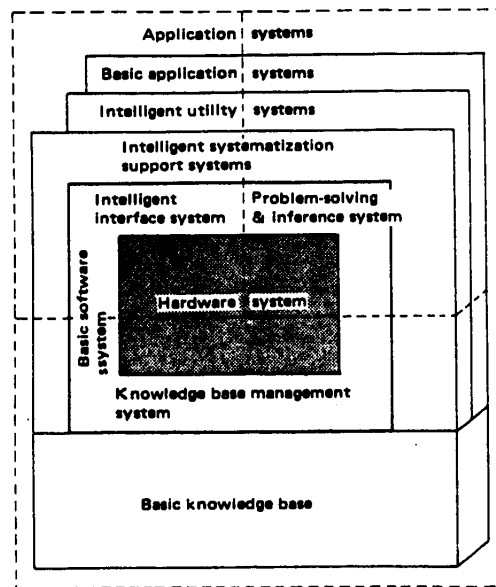 Application systems
Basic application systems
Intelligent utility systems
Intelligent systematization
support systems
Intelligent
interface system
Problem-solving
& inference system
Hardware system
Basic software
ssystem
Knowledge base management
system
Basic knowledge base